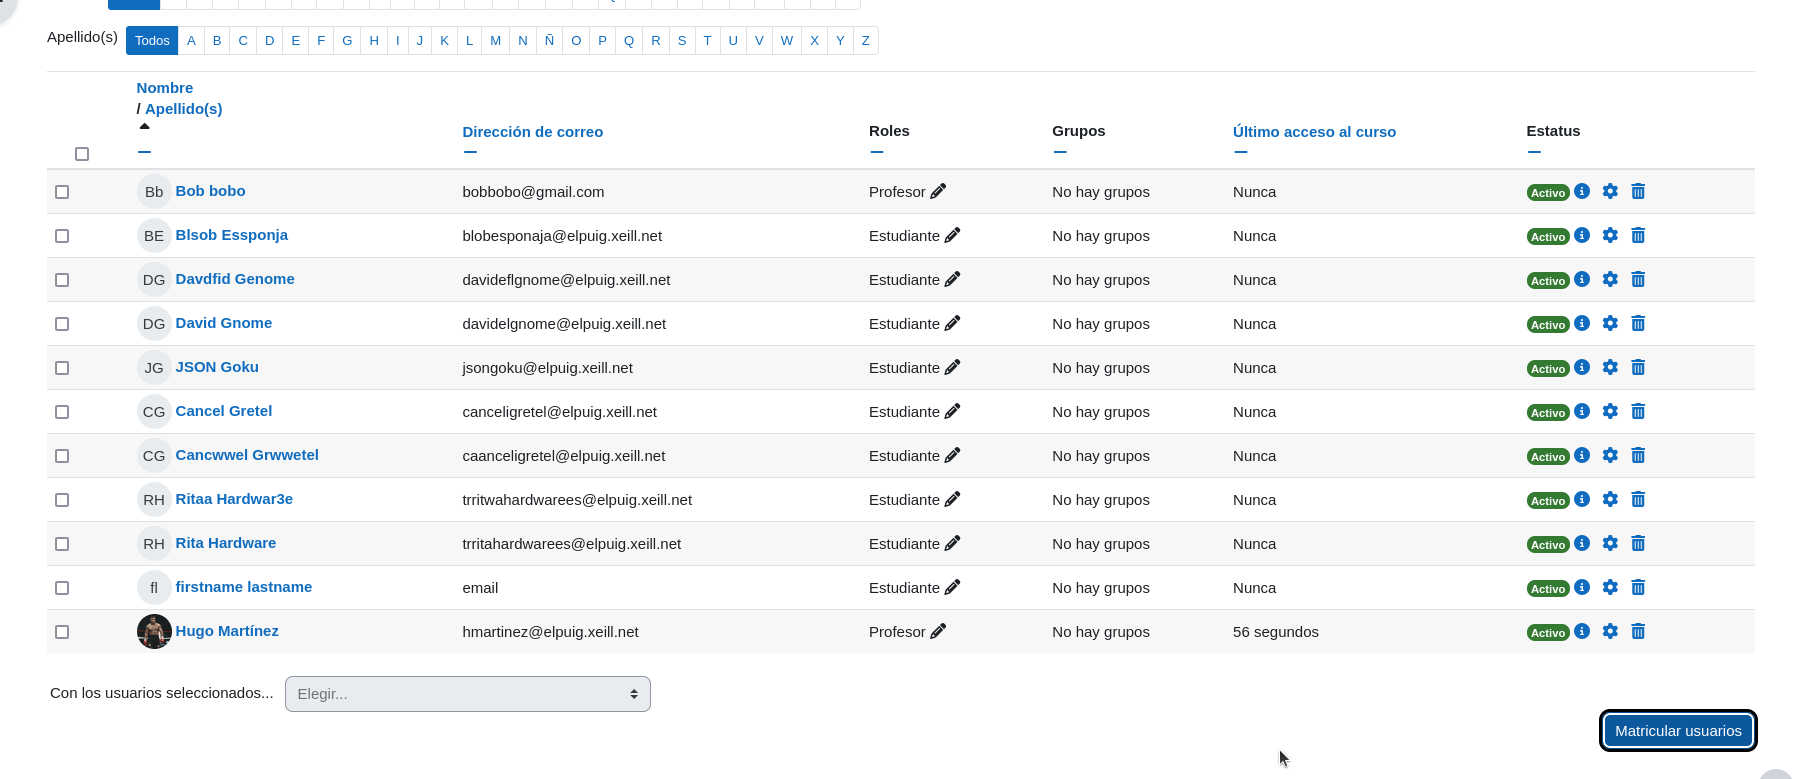 Apellido(s) Todos A B C D E F G H I J K L M N Ñ O P Q R S T U V W X Y Z
Nombre
/ Apellido(s)
Dirección de correo Roles Grupos Último acceso al curso Estatus
Bb Bob bobo bobbobo@gmail.com Profesor No hay grupos Nunca Activo
BE Blsob Essponja blobesponaja@elpuig.xeill.net Estudiante No hay grupos Nunca Activo
DG Davdfid Genome davideflgnome@elpuig.xeill.net Estudiante No hay grupos Nunca Activo
DG David Gnome davidelgnome@elpuig.xeill.net Estudiante No hay grupos Nunca Activo
JG JSON Goku jsongoku@elpuig.xeill.net Estudiante No hay grupos Nunca Activo
CG Cancel Gretel canceligretel@elpuig.xeill.net Estudiante No hay grupos Nunca Activo
CG Cancwwel Grwwetel caanceligretel@elpuig.xeill.net Estudiante No hay grupos Nunca Activo
RH Ritaa Hardwar3e trritwahardwarees@elpuig.xeill.net Estudiante No hay grupos Nunca Activo
RH Rita Hardware trritahardwarees@elpuig.xeill.net Estudiante No hay grupos Nunca Activo
fl firstname lastname email Estudiante No hay grupos Nunca Activo
Hugo Martínez hmartinez@elpuig.xeill.net Profesor No hay grupos 56 segundos Activo
Con los usuarios seleccionados... Elegir...
Matricular usuarios